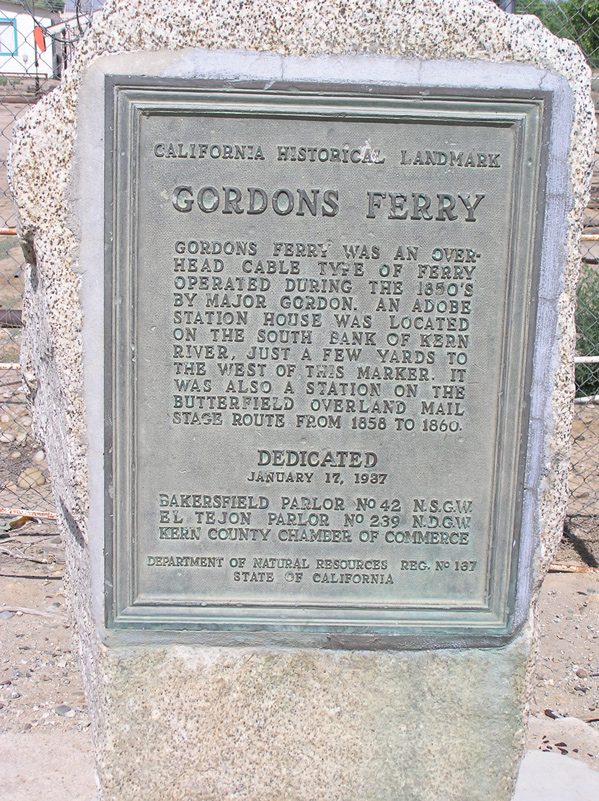 CALIFORNIA HISTORICAL LANDMARK
GORDONS FERRY
GORDONS FERRY WAS AN OVER-
HEAD CABLE TYPE OF FERRY
OPERATED DURING THE 1850'S
BY MAJOR GORDON. AN ADOBE
STATION HOUSE WAS LOCATED
ON THE SOUTH BANK OF KERN
RIVER, JUST A FEW YARDS TO
THE WEST OF THIS MARKER. IT
WAS ALSO A STATION ON THE
BUTTERFIELD OVERLAND MAIL
STAGE ROUTE FROM 1858 TO 1860.
DEDICATED
JANUARY 17, 1937
BAKERSFIELD PARLOR NO 42 N.S.G.W.
EL TEJON PARLOR NO 239 N.D.G.W.
KERN COUNTY CHAMBER OF COMMERCE
DEPARTMENT OF NATURAL RESOURCES REG. NO 137
STATE OF CALIFORNIA